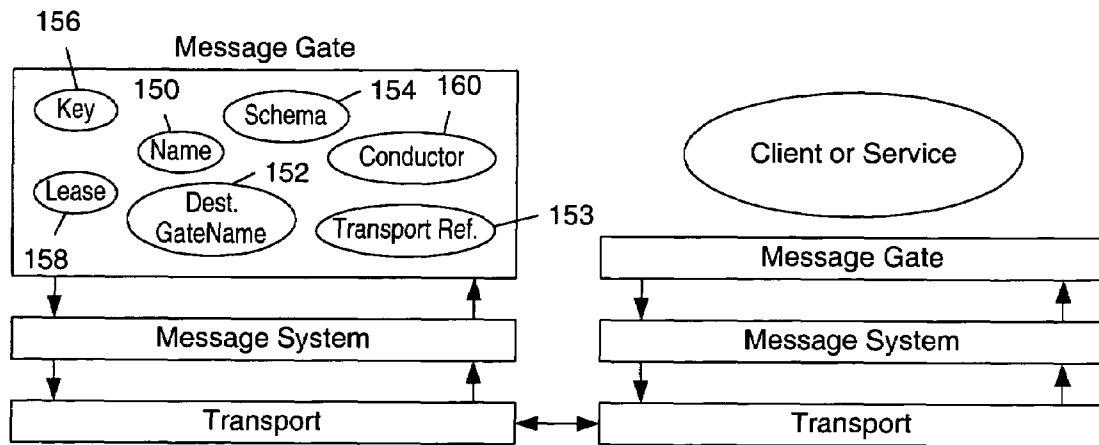 156
Message Gate
150
154
160
Key
Schema
Name
Conductor
Client or Service
152
Lease
Dest.
GateName
Transport Ref.
153
158
Message Gate
Message System
Message System
Transport
Transport